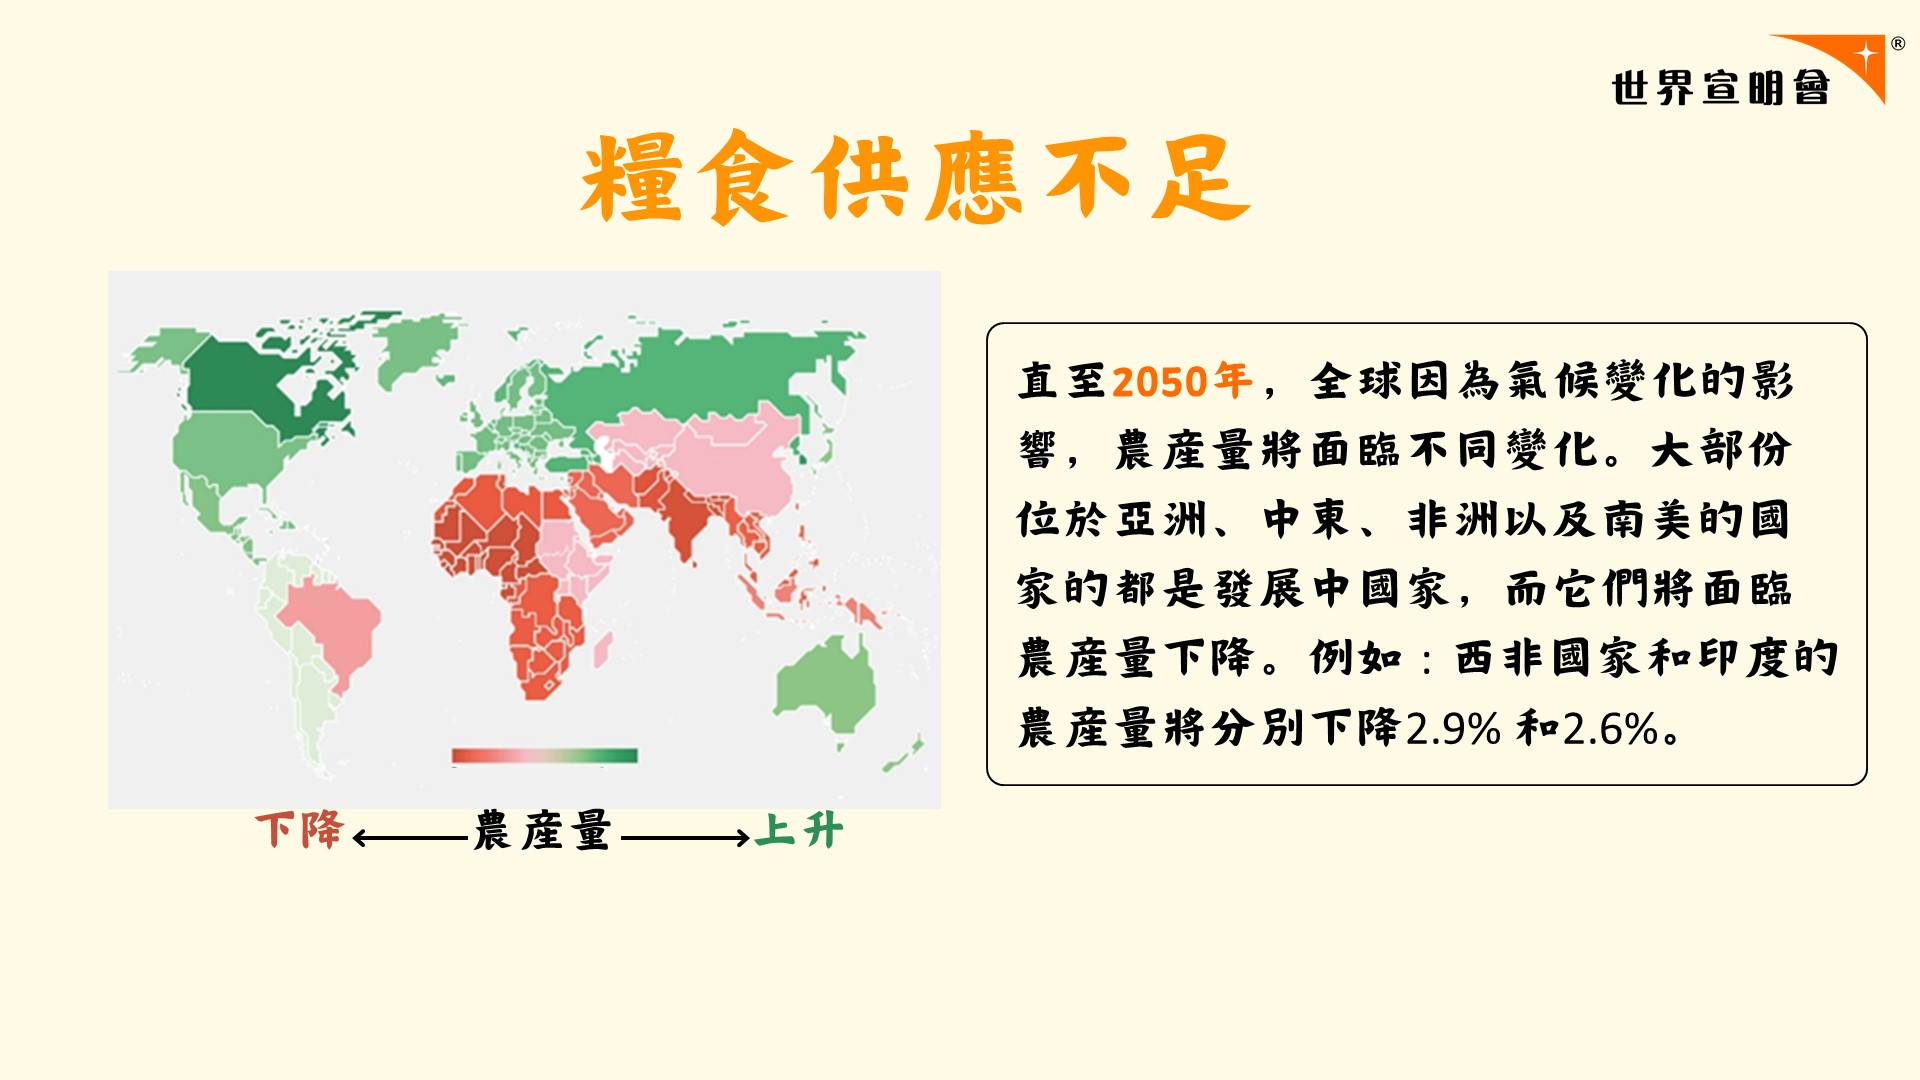 世界宣明會®
糧食供應不足
直至2050年，全球因為氣候變化的影
響，農產量將面臨不同變化。大部份
位於亞洲、中東、非洲以及南美的國
家的都是發展中國家，而它們將面臨
農產量下降。例如：西非國家和印度的
農產量將分別下降2.9% 和2.6%。
下降 農產量 上升